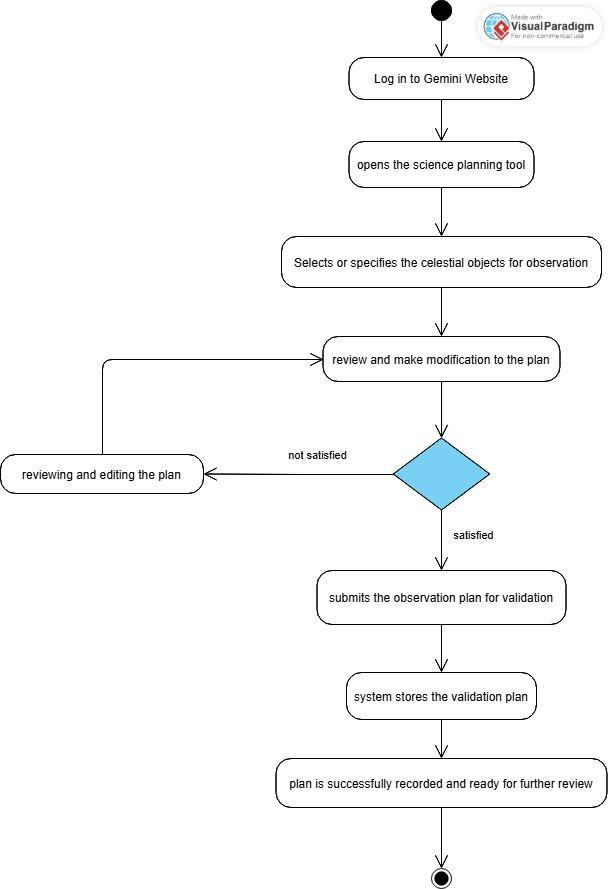 Made with
VisualParadigm
For non-commercial use
Log in to Gemini Website
opens the science planning tool
Selects or specifies the celestial objects for observation
review and make modification to the plan
not satisfied
reviewing and editing the plan
satisfied
submits the observation plan for validation
system stores the validation plan
plan is successfully recorded and ready for further review